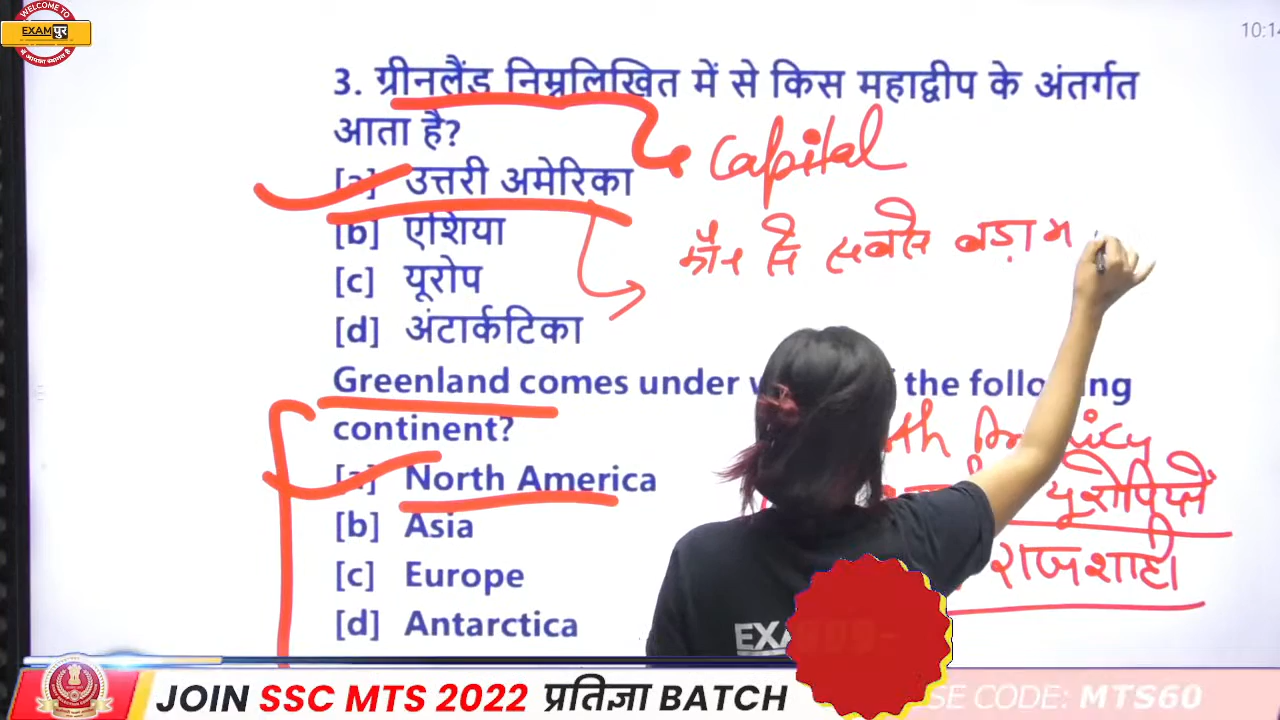 WELCOME TO
EXAMपुर
10:14
3. ग्रीनलैंड निम्नलिखित में से किस महाद्वीप के अंतर्गत
आता है?
[a] उत्तरी अमेरिका
[b] एशिया
[c] यूरोप
[d] अंटार्कटिका
Capital
सबसे बड़ा
Greenland comes under the following
continent?
[a] North America
[b] Asia
[c] Europe
[d] Antarctica
राजशाही
JOIN SSC MTS 2022 प्रतिज्ञा BATCH
CODE: MTS60